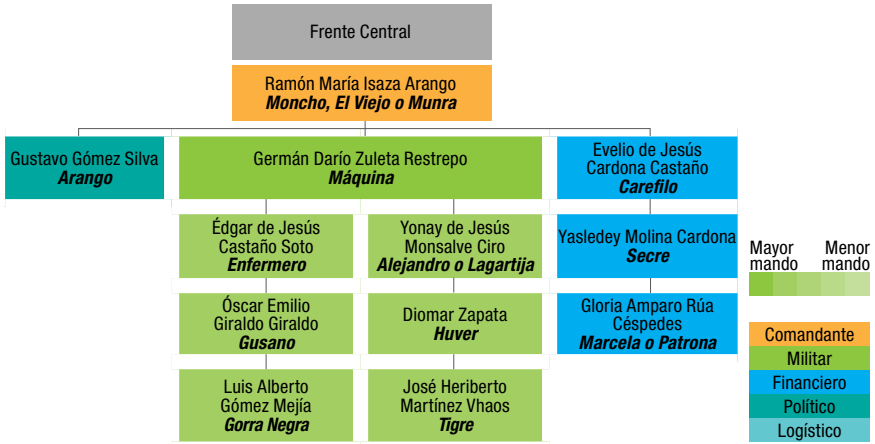 Frente Central
Ramón María Isaza Arango
Moncho, El Viejo o Munra
Gustavo Gómez Silva
Arango
Germán Darío Zuleta Restrepo
Máquina
Evelio de Jesús
Cardona Castaño
Carefilo
Édgar de Jesús
Castaño Soto
Enfermero
Yonay de Jesús
Monsalve Ciro
Alejandro o Lagartija
Yasledey Molina Cardona
Secre
Óscar Emilio
Giraldo Giraldo
Gusano
Diomar Zapata
Huver
Gloria Amparo Rúa
Céspedes
Marcela o Patrona
Luis Alberto
Gómez Mejía
Gorra Negra
José Heriberto
Martínez Vhaos
Tigre
Mayor
mando
Menor
mando
Comandante
Militar
Financiero
Político
Logístico